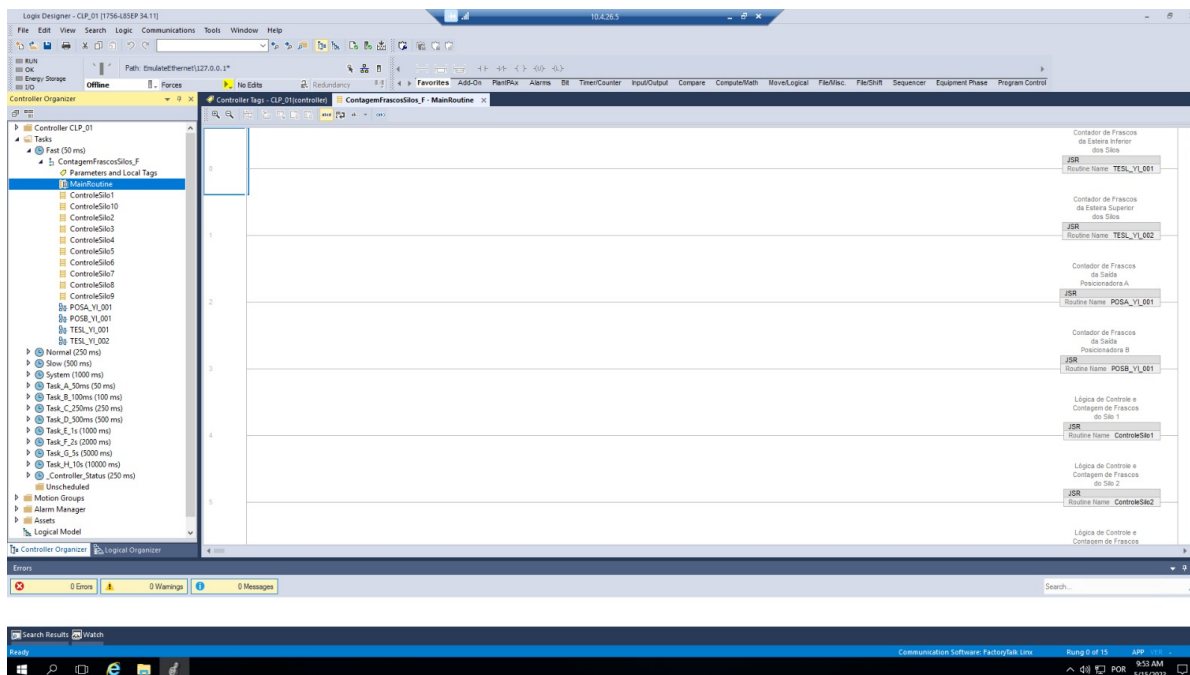 Logix Designer - CLP_01 [1756-L85EP 34.11]
10.4.26.5
File Edit View Search Logic Communications Tools Window Help
RUN
OK
Energy Storage
I/O
Path: EmulateEthernet\127.0.0.1*
Offline
Forces
No Edits
Redundancy
Favorites Add-On PlantPAx Alarms Bit Timer/Counter Input/Output Compare Compute/Math Move/Logical File/Misc. File/Shift Sequencer Equipment Phase Program Control
Controller Organizer
Controller Tags - CLP_01(controller)
ContagemFrascosSilos_F - MainRoutine
Controller CLP_01
Tasks
Fast (50 ms)
ContagemFrascosSilos_F
Parameters and Local Tags
MainRoutine
ControleSilo1
ControleSilo10
ControleSilo2
ControleSilo3
ControleSilo4
ControleSilo5
ControleSilo6
ControleSilo7
ControleSilo8
ControleSilo9
POSA_YI_001
POSB_YI_001
TESL_YI_001
TESL_YI_002
Normal (250 ms)
Slow (500 ms)
System (1000 ms)
Task_A_50ms (50 ms)
Task_B_100ms (100 ms)
Task_C_250ms (250 ms)
Task_D_500ms (500 ms)
Task_E_1s (1000 ms)
Task_F_2s (2000 ms)
Task_G_5s (5000 ms)
Task_H_10s (10000 ms)
_Controller_Status (250 ms)
Unscheduled
Motion Groups
Alarm Manager
Assets
Logical Model
Controller Organizer
Logical Organizer
Contador de Frascos
da Esteira Inferior
dos Silos
JSR
0
Routine Name TESL_YI_001
Contador de Frascos
da Esteira Superior
dos Silos
JSR
1
Routine Name TESL_YI_002
Contador de Frascos
da Saída
Posicionadora A
JSR
2
Routine Name POSA_YI_001
Contador de Frascos
da Saída
Posicionadora B
JSR
3
Routine Name POSB_YI_001
Lógica de Controle e
Contagem de Frascos
do Silo 1
JSR
4
Routine Name ControleSilo1
Lógica de Controle e
Contagem de Frascos
do Silo 2
JSR
5
Routine Name ControleSilo2
Lógica de Controle e
Contagem de Frascos
Errors
0 Errors
0 Warnings
0 Messages
Search...
Search Results
Watch
Ready
Communication Software: FactoryTalk Linx
Rung 0 of 15
APP
VER
POR
9:53 AM